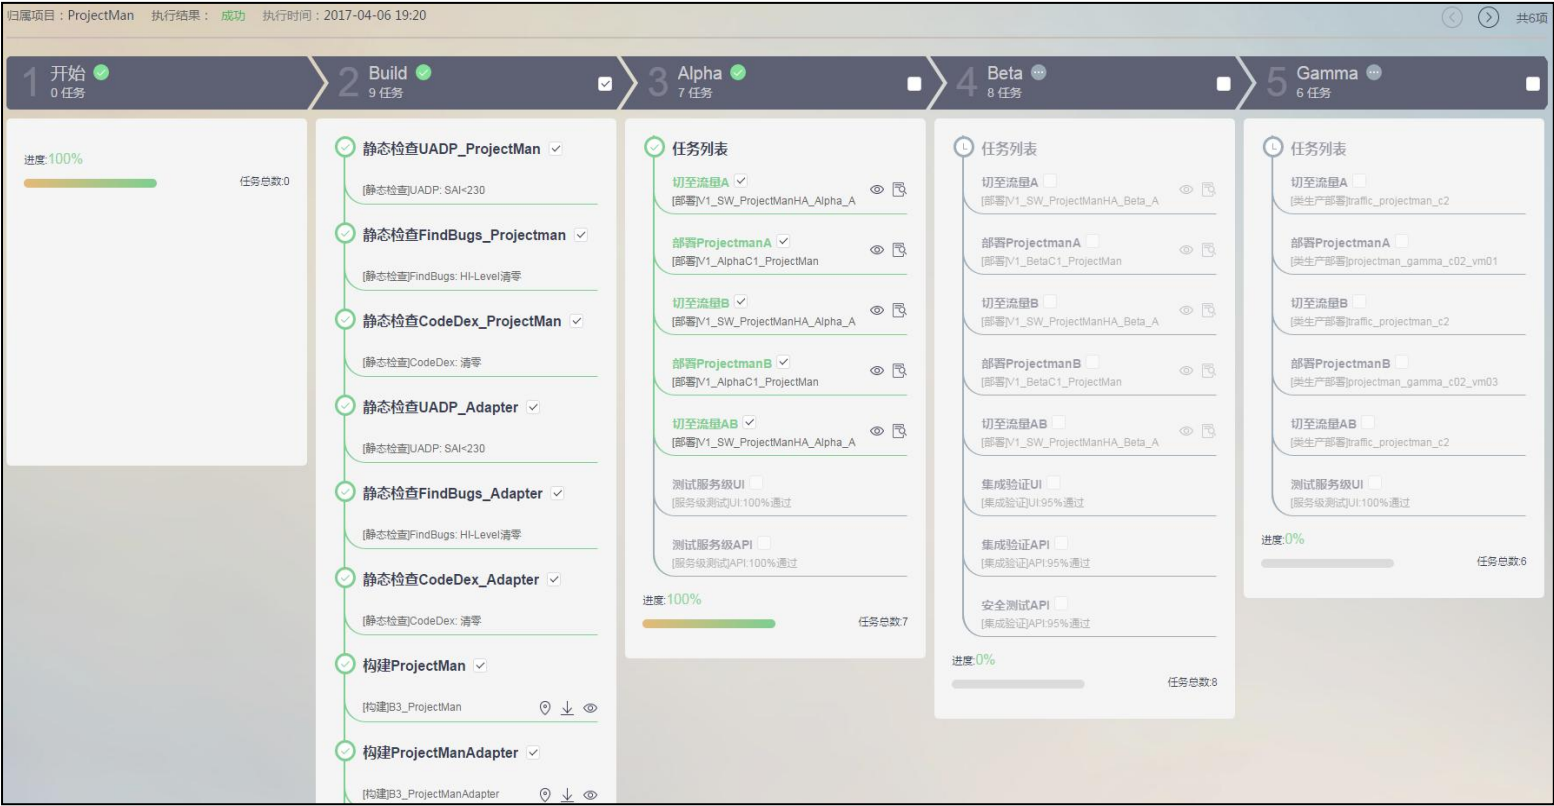 归属项目：ProjectMan 执行结果： 成功 执行时间：2017-04-06 19:20
共6项
1 开始
0 任务
2 Build
9 任务
3 Alpha
7 任务
4 Beta
8 任务
5 Gamma
6 任务
进度:100%
任务总数:0
静态检查UADP_ProjectMan
[静态检查]UADP: SAI<230
静态检查FindBugs_Projectman
[静态检查]FindBugs: HI-Level清零
静态检查CodeDex_ProjectMan
[静态检查]CodeDex: 清零
静态检查UADP_Adapter
[静态检查]UADP: SAI<230
静态检查FindBugs_Adapter
[静态检查]FindBugs: HI-Level清零
静态检查CodeDex_Adapter
[静态检查]CodeDex: 清零
构建ProjectMan
[构建]B3_ProjectMan
构建ProjectManAdapter
[构建]B3_ProjectManAdapter
任务列表
切至流量A
[部署]V1_SW_ProjectManHA_Alpha_A
部署ProjectmanA
[部署]V1_AlphaC1_ProjectMan
切至流量B
[部署]V1_SW_ProjectManHA_Alpha_A
部署ProjectmanB
[部署]V1_AlphaC1_ProjectMan
切至流量AB
[部署]V1_SW_ProjectManHA_Alpha_A
测试服务级UI
[服务级测试]UI:100%通过
测试服务级API
[服务级测试]API:100%通过
进度:100%
任务总数:7
任务列表
切至流量A
[部署]V1_SW_ProjectManHA_Beta_A
部署ProjectmanA
[部署]V1_BetaC1_ProjectMan
切至流量B
[部署]V1_SW_ProjectManHA_Beta_A
部署ProjectmanB
[部署]V1_BetaC1_ProjectMan
切至流量AB
[部署]V1_SW_ProjectManHA_Beta_A
集成验证UI
[集成验证]UI:95%通过
集成验证API
[集成验证]API:95%通过
安全测试API
[集成验证]API:95%通过
进度:0%
任务总数:8
任务列表
切至流量A
[类生产部署]traffic_projectman_c2
部署ProjectmanA
[类生产部署]projectman_gamma_c02_vm01
切至流量B
[类生产部署]traffic_projectman_c2
部署ProjectmanB
[类生产部署]projectman_gamma_c02_vm03
切至流量AB
[类生产部署]traffic_projectman_c2
测试服务级UI
[服务级测试]UI:100%通过
进度:0%
任务总数:6